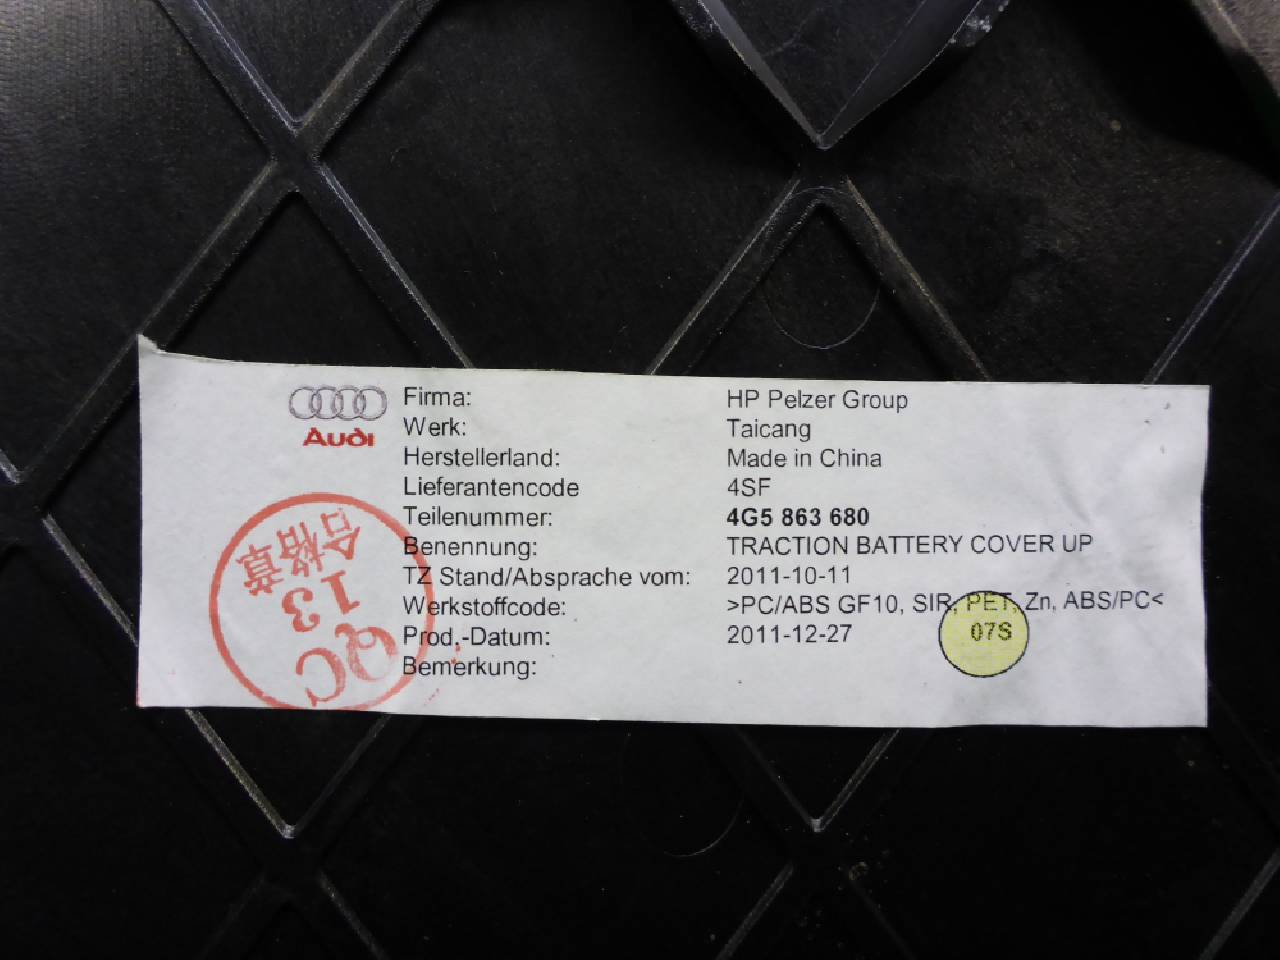 Audi
Firma: HP Pelzer Group
Werk: Taicang
Herstellerland: Made in China
Lieferantencode 4SF
Teilenummer: 4G5 863 680
Benennung: TRACTION BATTERY COVER UP
TZ Stand/Absprache vom: 2011-10-11
Werkstoffcode: >PC/ABS GF10, SIR, PET, Zn, ABS/PC<
Prod.-Datum: 2011-12-27
07S
Bemerkung:
QC
13
合格章